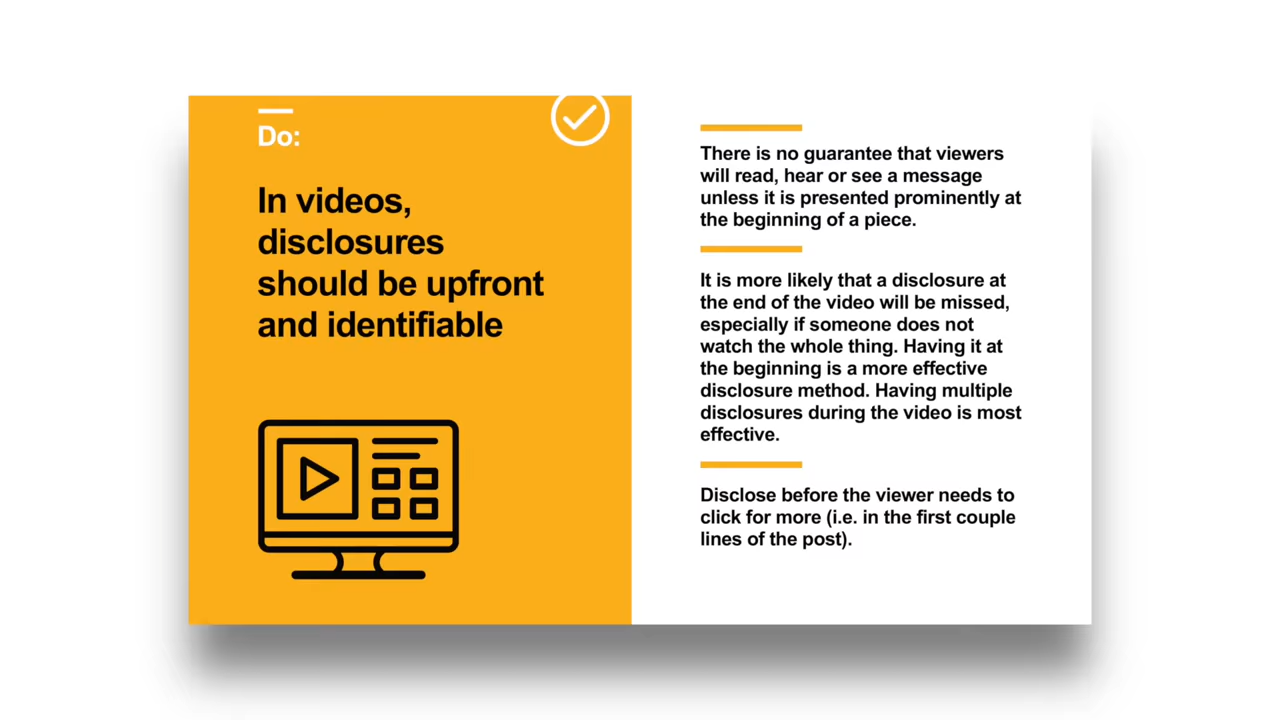 Do:
In videos,
disclosures
should be upfront
and identifiable
There is no guarantee that viewers
will read, hear or see a message
unless it is presented prominently at
the beginning of a piece.
It is more likely that a disclosure at
the end of the video will be missed,
especially if someone does not
watch the whole thing. Having it at
the beginning is a more effective
disclosure method. Having multiple
disclosures during the video is most
effective.
Disclose before the viewer needs to
click for more (i.e. in the first couple
lines of the post).